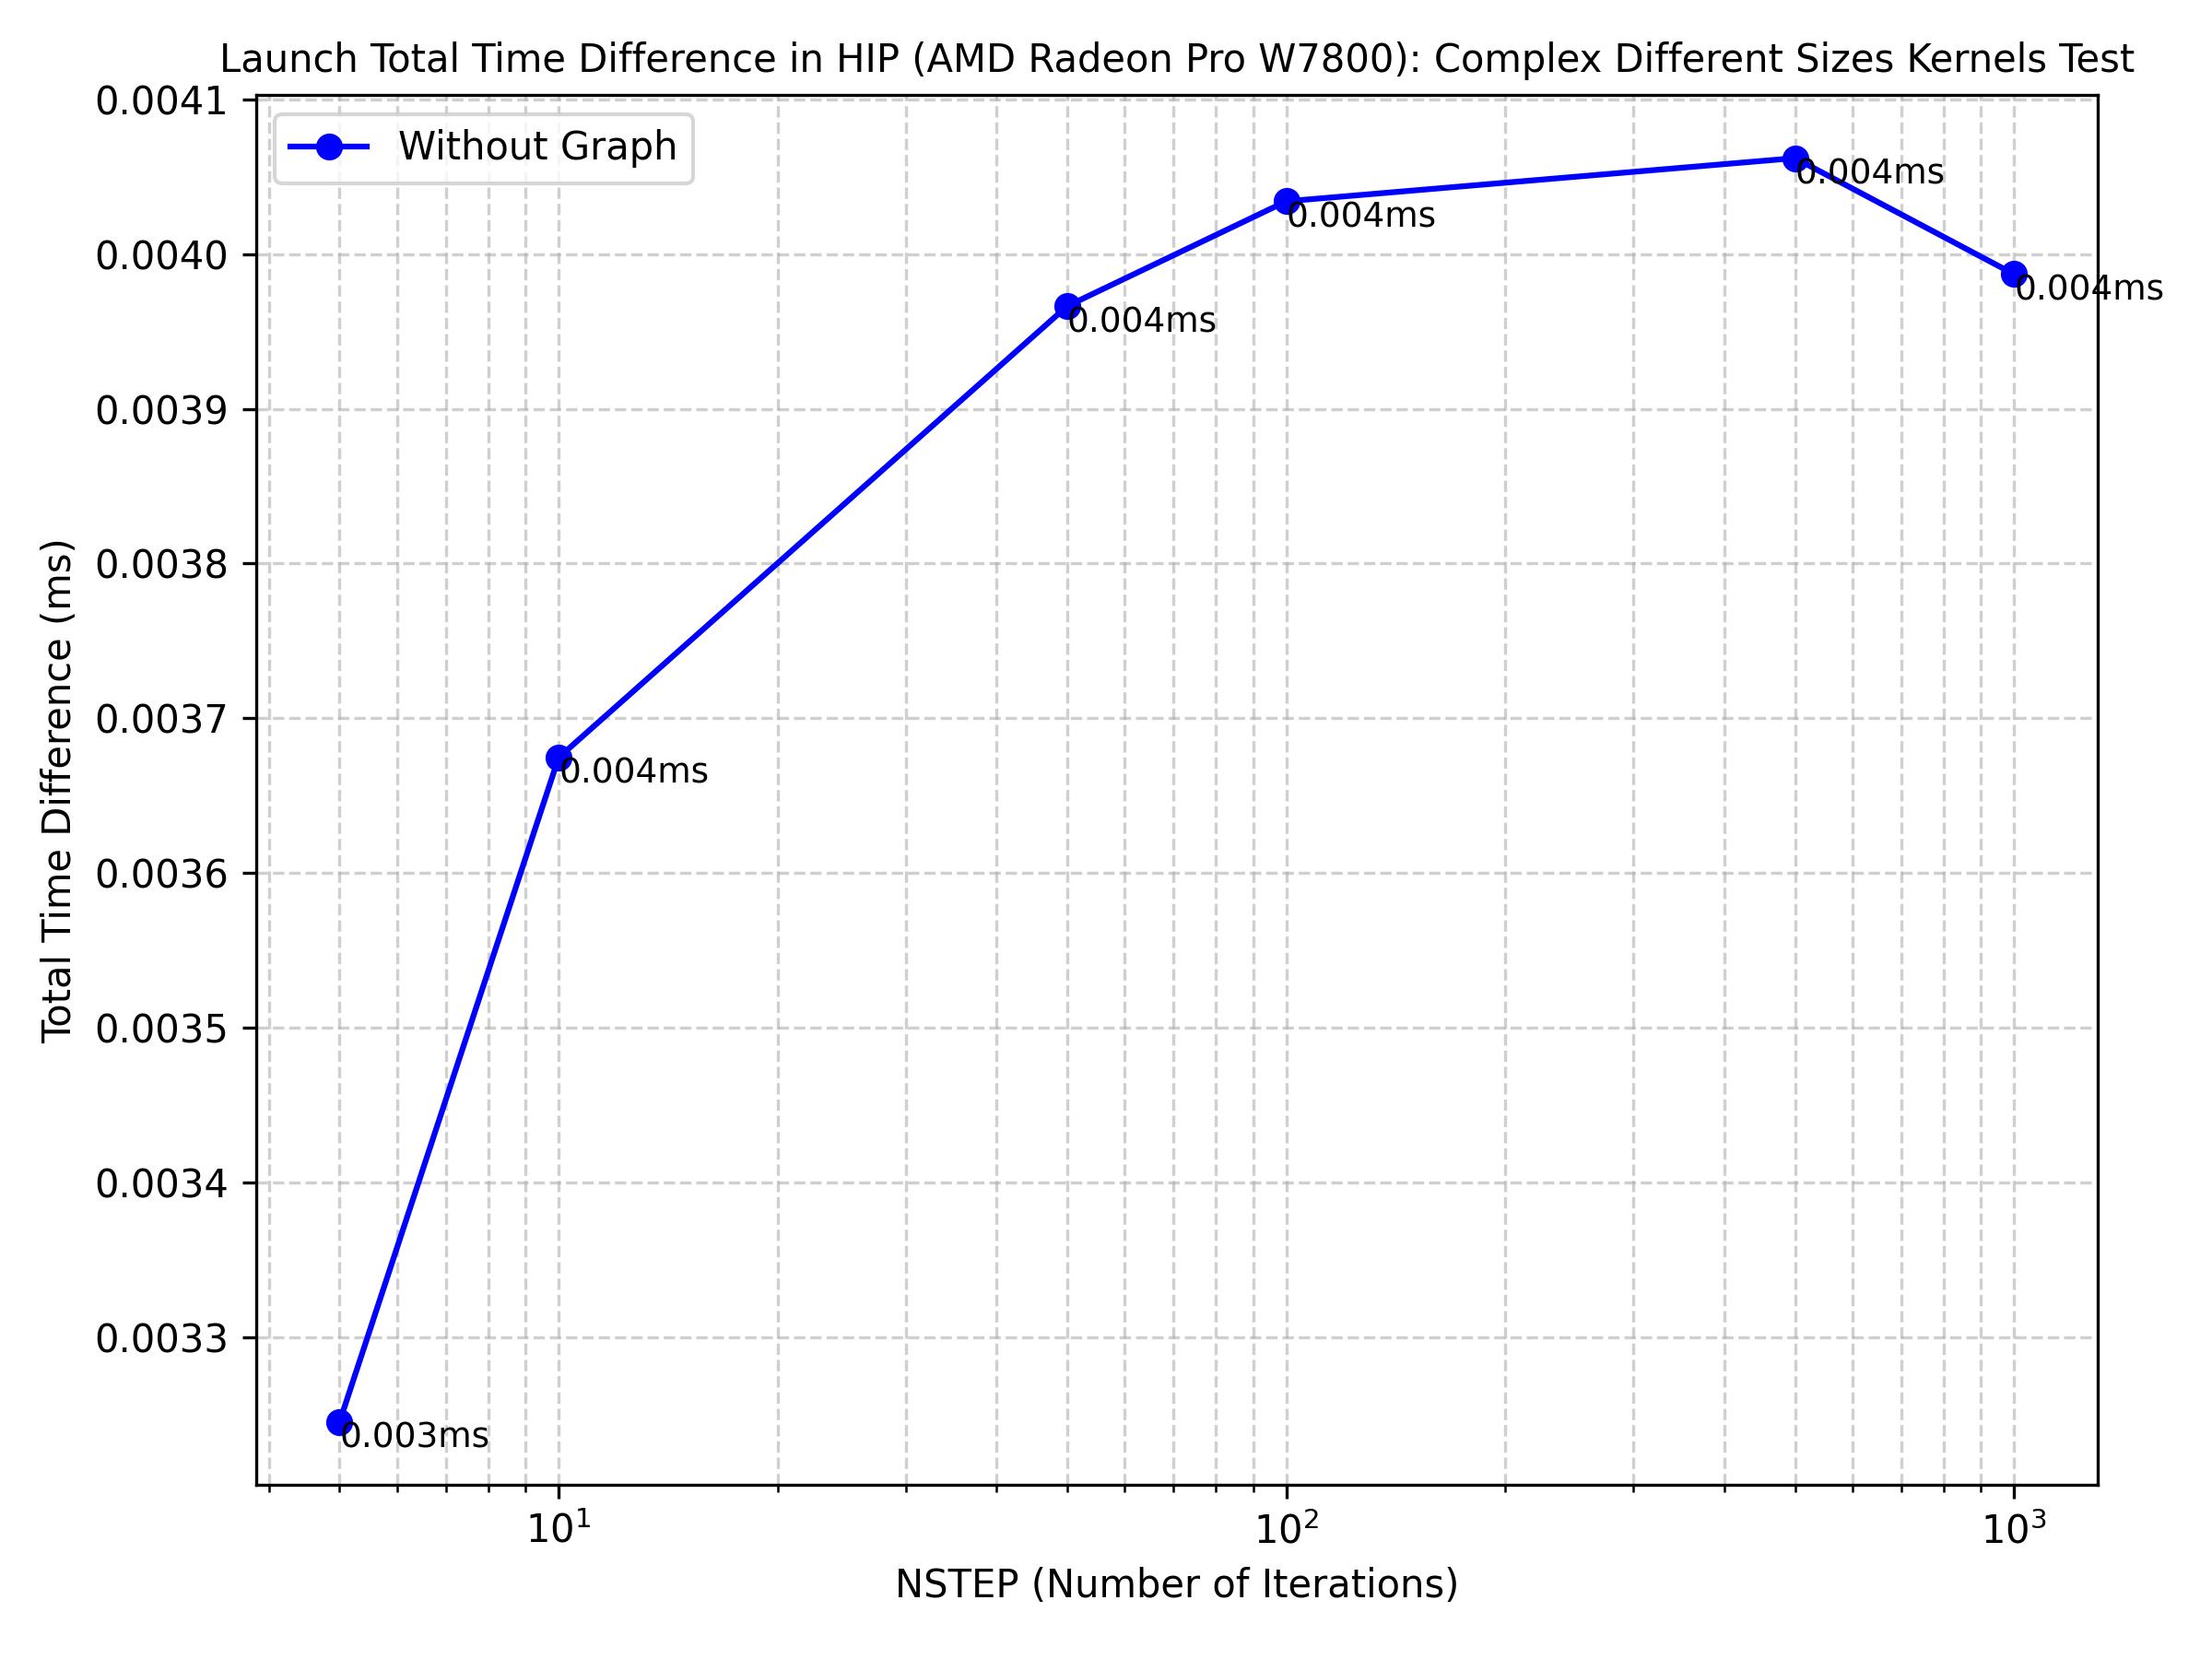 Launch Total Time Difference in HIP (AMD Radeon Pro W7800): Complex Different Sizes Kernels Test
Without Graph
Total Time Difference (ms)
0.0041
0.0040
0.0039
0.0038
0.0037
0.0036
0.0035
0.0034
0.0033
0.003ms
0.004ms
0.004ms
0.004ms
0.004ms
0.004ms
10¹
10²
10³
NSTEP (Number of Iterations)